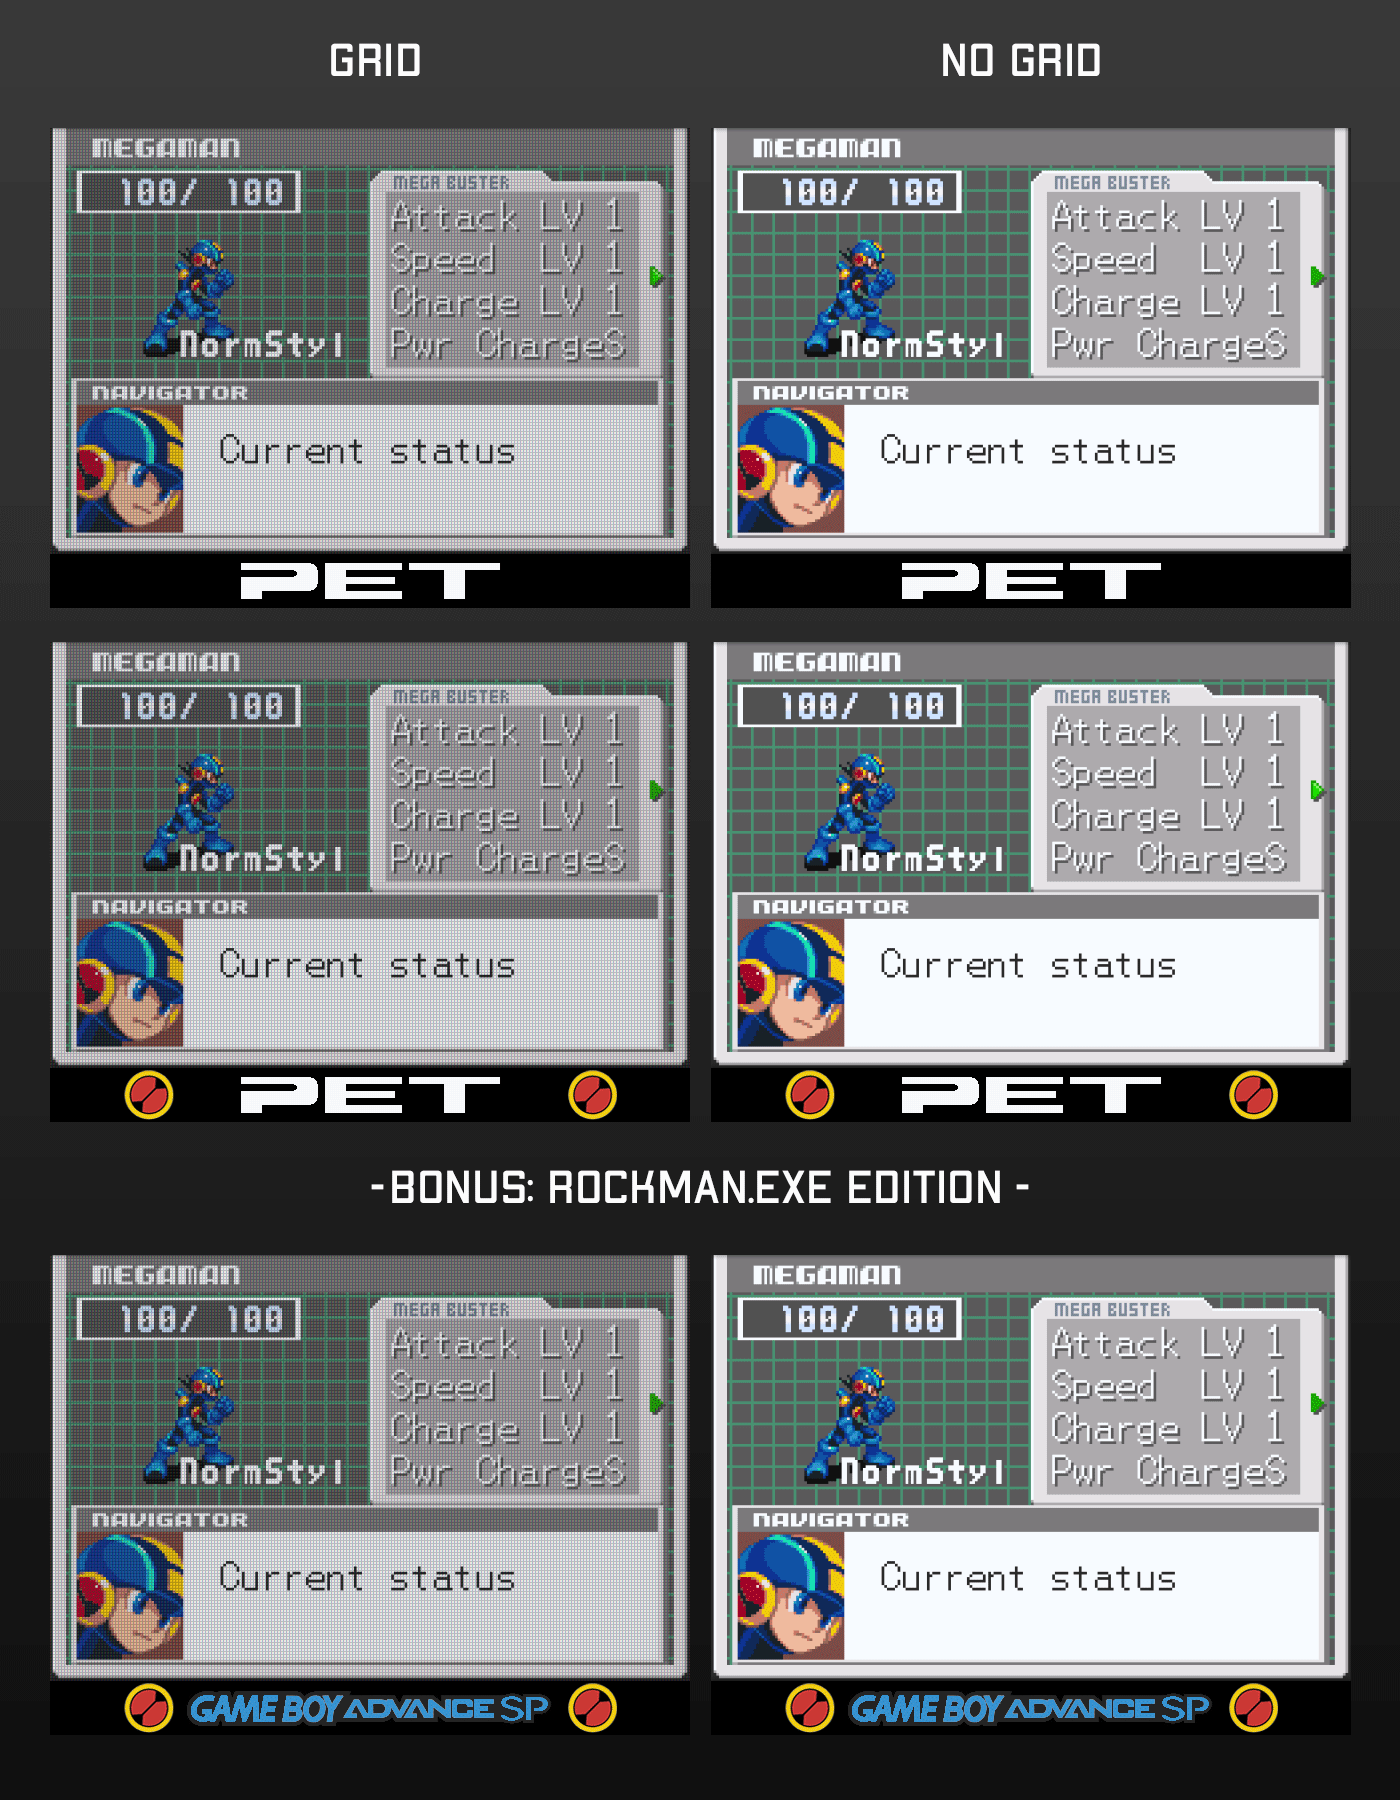 GRID
NO GRID
MEGAMAN
100/ 100
MEGA BUSTER
Attack LV 1
Speed LV 1
Charge LV 1
Pwr ChargeS
NormStyl
NAVIGATOR
Current status
PET
MEGAMAN
100/ 100
MEGA BUSTER
Attack LV 1
Speed LV 1
Charge LV 1
Pwr ChargeS
NormStyl
NAVIGATOR
Current status
PET
MEGAMAN
100/ 100
MEGA BUSTER
Attack LV 1
Speed LV 1
Charge LV 1
Pwr ChargeS
NormStyl
NAVIGATOR
Current status
PET
MEGAMAN
100/ 100
MEGA BUSTER
Attack LV 1
Speed LV 1
Charge LV 1
Pwr ChargeS
NormStyl
NAVIGATOR
Current status
PET
-BONUS: ROCKMAN.EXE EDITION -
MEGAMAN
100/ 100
MEGA BUSTER
Attack LV 1
Speed LV 1
Charge LV 1
Pwr ChargeS
NormStyl
NAVIGATOR
Current status
GAME BOY ADVANCE SP
MEGAMAN
100/ 100
MEGA BUSTER
Attack LV 1
Speed LV 1
Charge LV 1
Pwr ChargeS
NormStyl
NAVIGATOR
Current status
GAME BOY ADVANCE SP